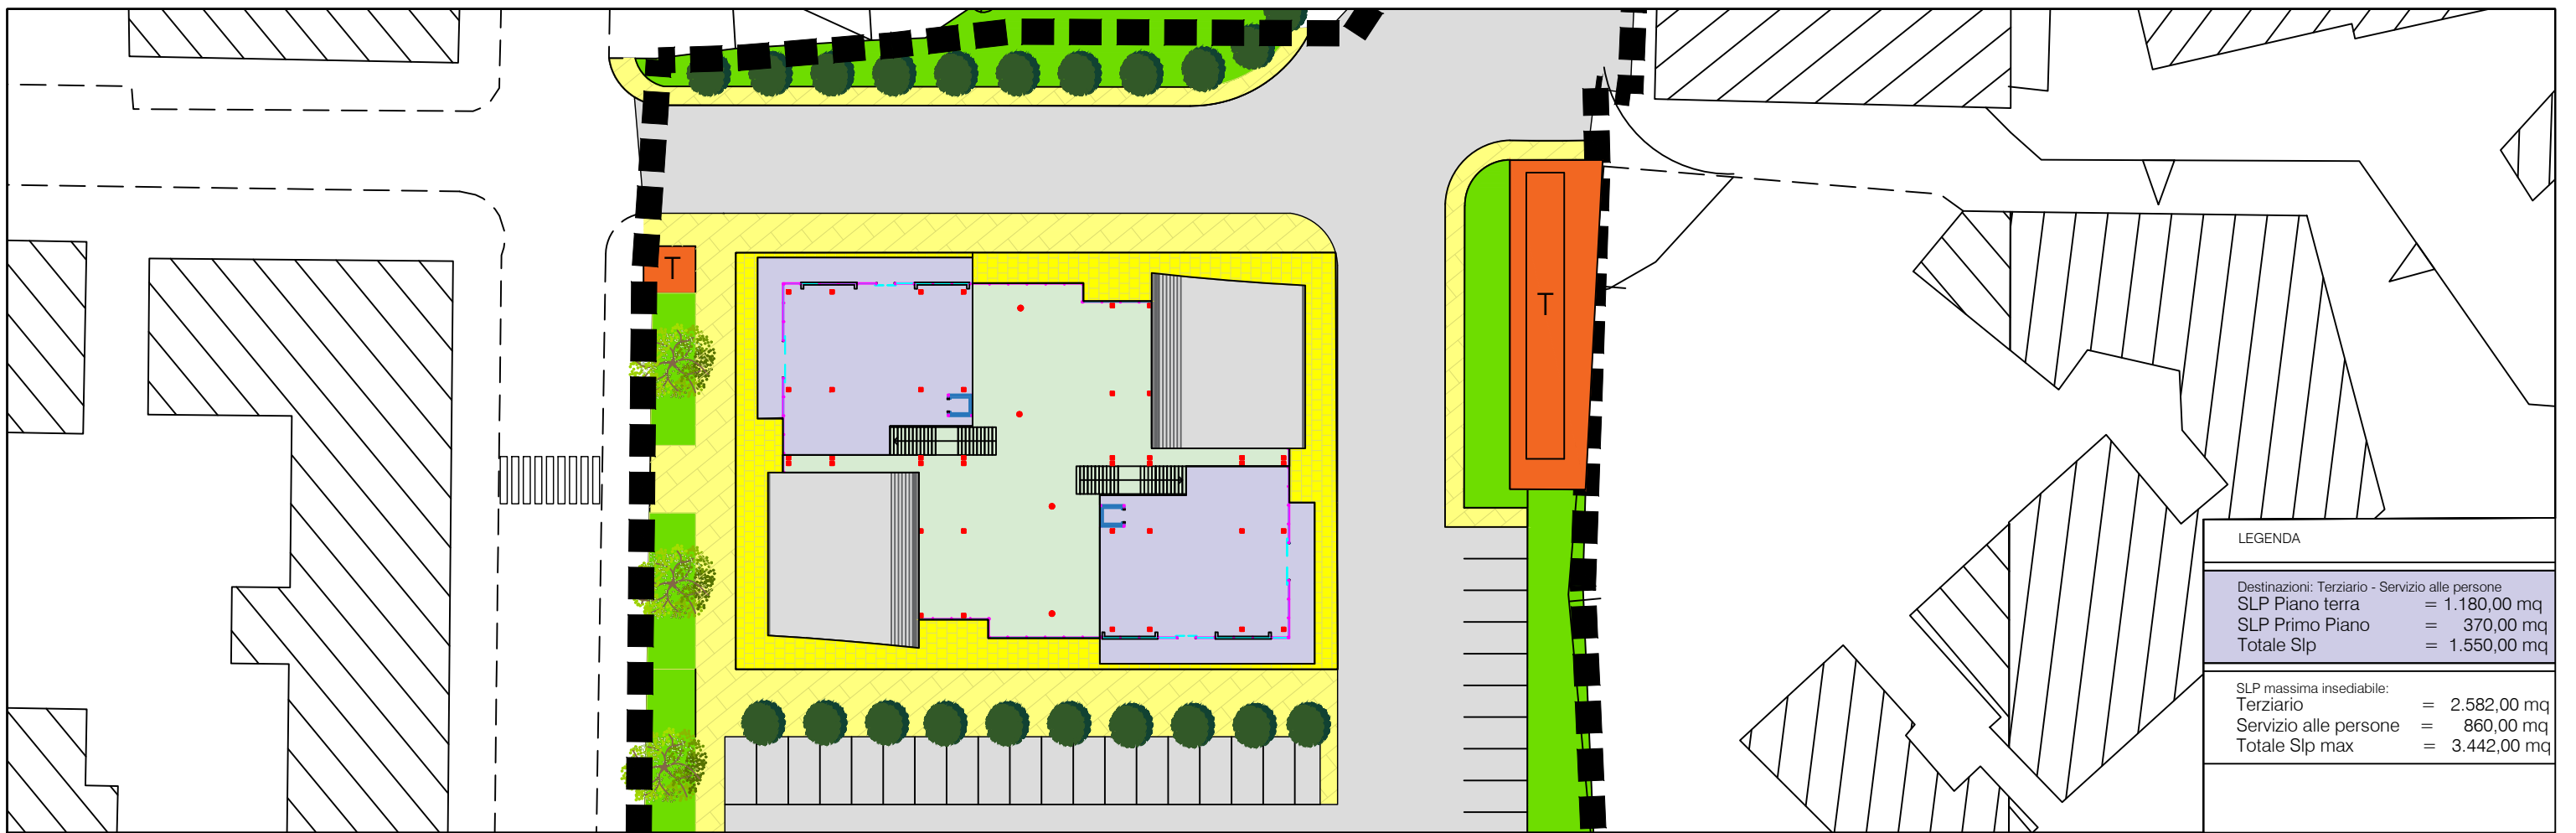 T
T
LEGENDA
Destinazioni: Terziario - Servizio alle persone
SLP Piano terra = 1.180,00 mq
SLP Primo Piano = 370,00 mq
Totale Slp = 1.550,00 mq
SLP massima insediabile:
Terziario = 2.582,00 mq
Servizio alle persone = 860,00 mq
Totale Slp max = 3.442,00 mq